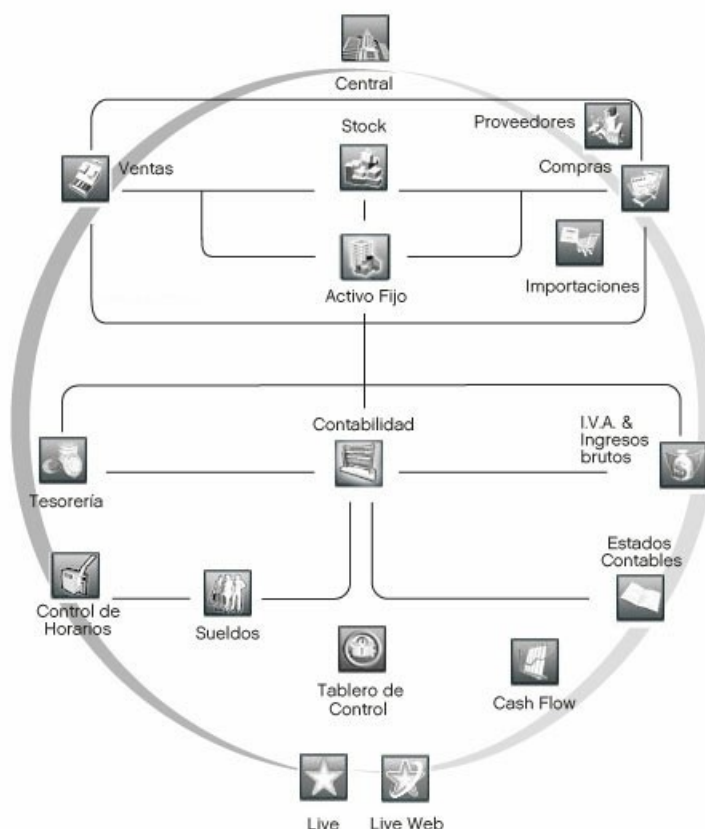 Central
Stock
Proveedores
Ventas
Compras
Activo Fijo
Importaciones
Contabilidad
I.V.A. &
Ingresos
brutos
Tesorería
Estados
Contables
Control de
Horarios
Sueldos
Tablero de
Control
Cash Flow
Live
Live Web